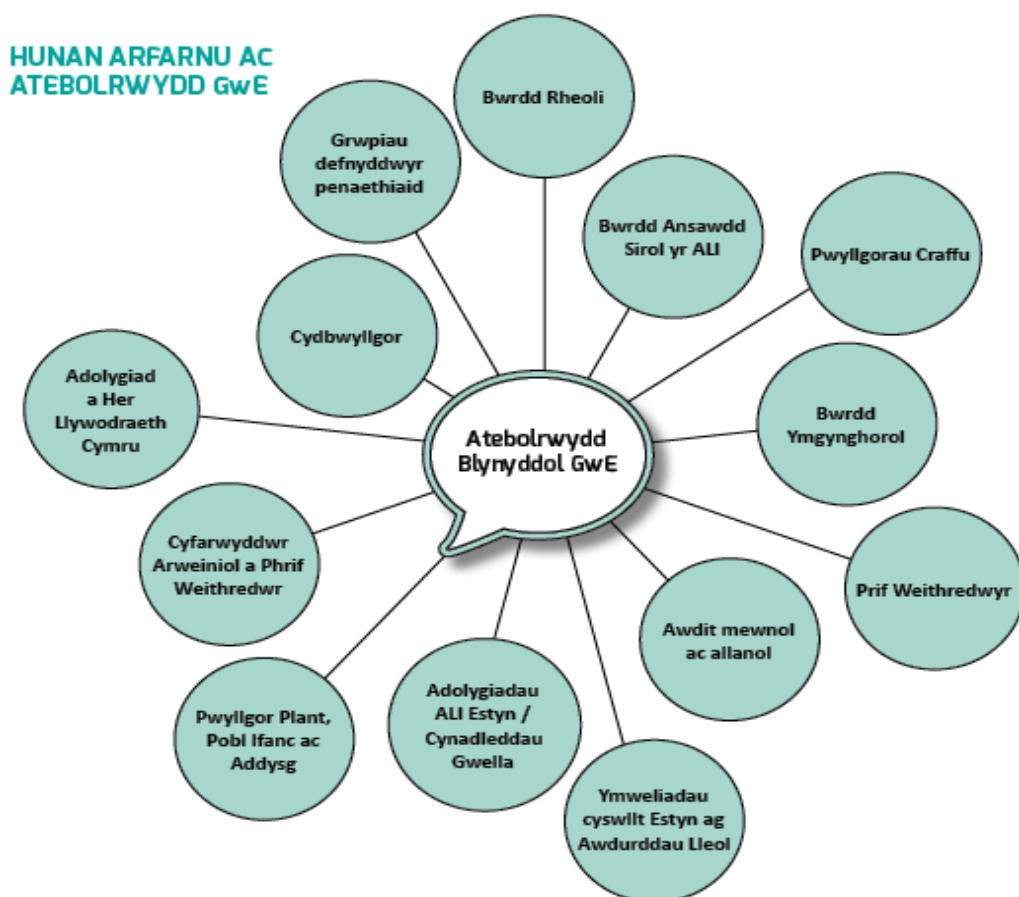 HUNAN ARFARNU AC
ATEBOLRWYDD GwE
Bwrdd Rheoli
Grwpiau
defnyddwyr
penaethiaid
Bwrdd Ansawdd
Sirol yr ALl
Pwyllgorau Craffu
Cydbwyllgor
Adolygiad
a Her
Llywodraeth
Cymru
Atebolrwydd
Blynyddol GwE
Bwrdd
Ymgynghorol
Cyfarwyddwr
Arweiniol a Phrif
Weithredwr
Prif Weithredwyr
Awdit mewnol
ac allanol
Pwyllgor Plant,
Pobl Ifanc ac
Addysg
Adolygiadau
ALl Estyn /
Cynadleddau
Gwella
Ymweliadau
cyswllt Estyn ag
Awdurddau Lleol